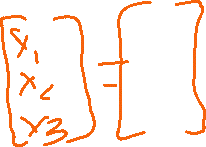 [x₁
x₂
x3] = [ ]